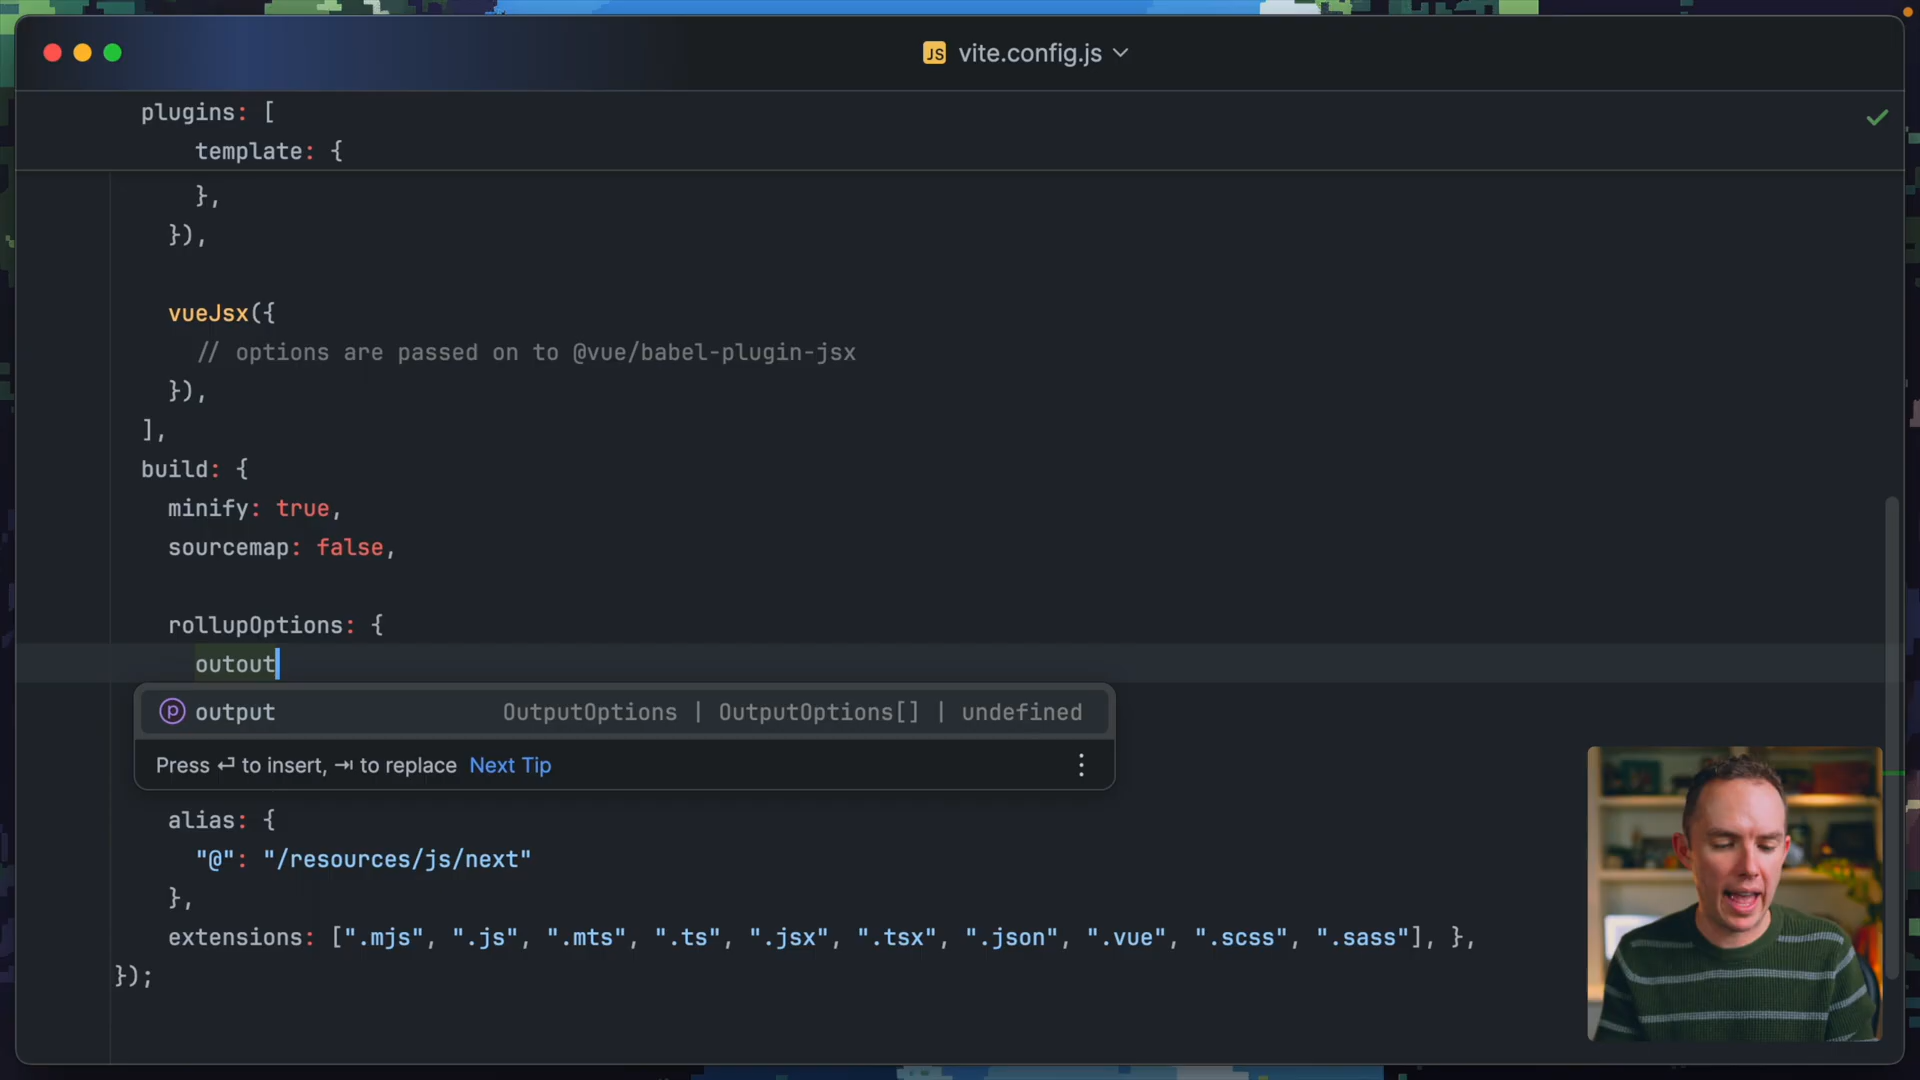 JS vite.config.js
plugins: [
template: {
},
}),
vueJsx({
// options are passed on to @vue/babel-plugin-jsx
}),
],
build: {
minify: true,
sourcemap: false,
rollupOptions: {
outout
output OutputOptions | OutputOptions[] | undefined
Press ⏎ to insert, ⇥ to replace Next Tip
alias: {
"@": "/resources/js/next"
},
extensions: [".mjs", ".js", ".mts", ".ts", ".jsx", ".tsx", ".json", ".vue", ".scss", ".sass"], },
});